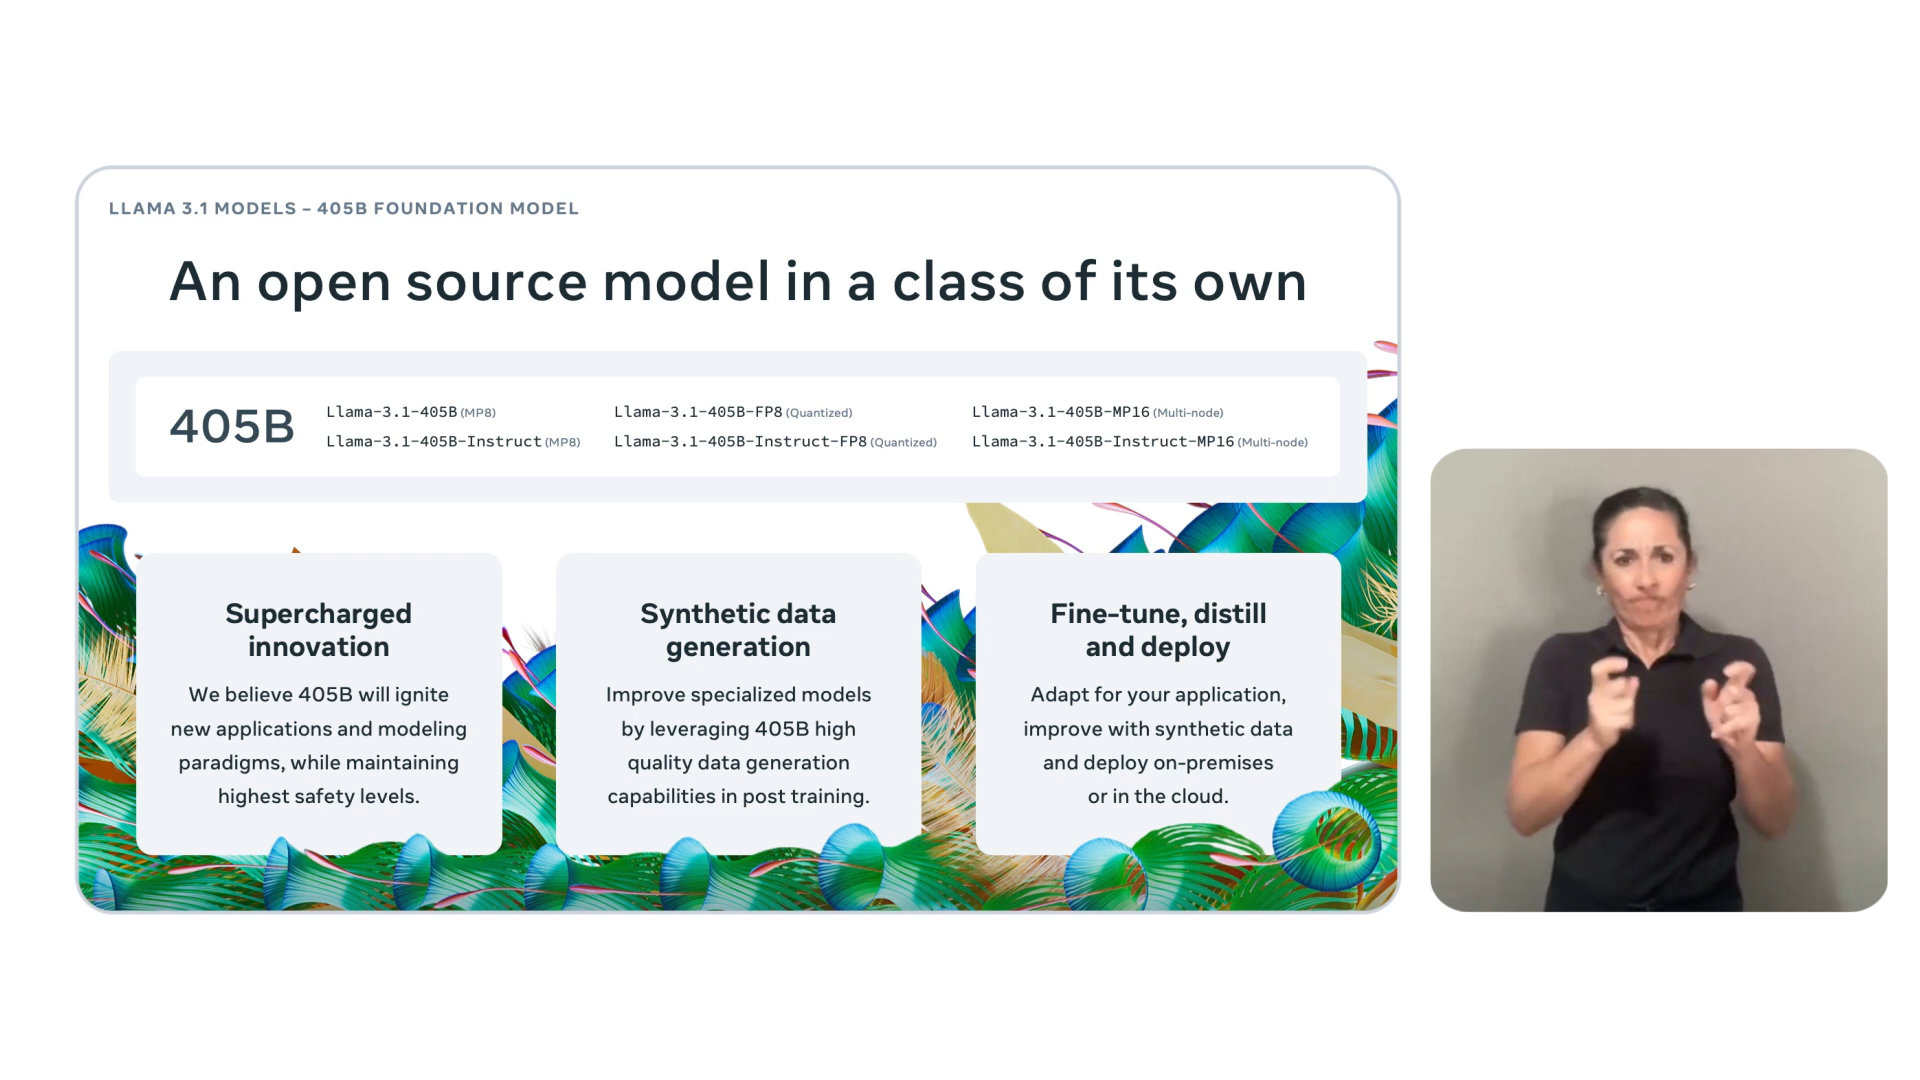 LLAMA 3.1 MODELS – 405B FOUNDATION MODEL
An open source model in a class of its own
405B
Llama-3.1-405B (MP8)
Llama-3.1-405B-Instruct (MP8)
Llama-3.1-405B-FP8 (Quantized)
Llama-3.1-405B-Instruct-FP8 (Quantized)
Llama-3.1-405B-MP16 (Multi-node)
Llama-3.1-405B-Instruct-MP16 (Multi-node)
Supercharged
innovation
We believe 405B will ignite
new applications and modeling
paradigms, while maintaining
highest safety levels.
Synthetic data
generation
Improve specialized models
by leveraging 405B high
quality data generation
capabilities in post training.
Fine-tune, distill
and deploy
Adapt for your application,
improve with synthetic data
and deploy on-premises
or in the cloud.